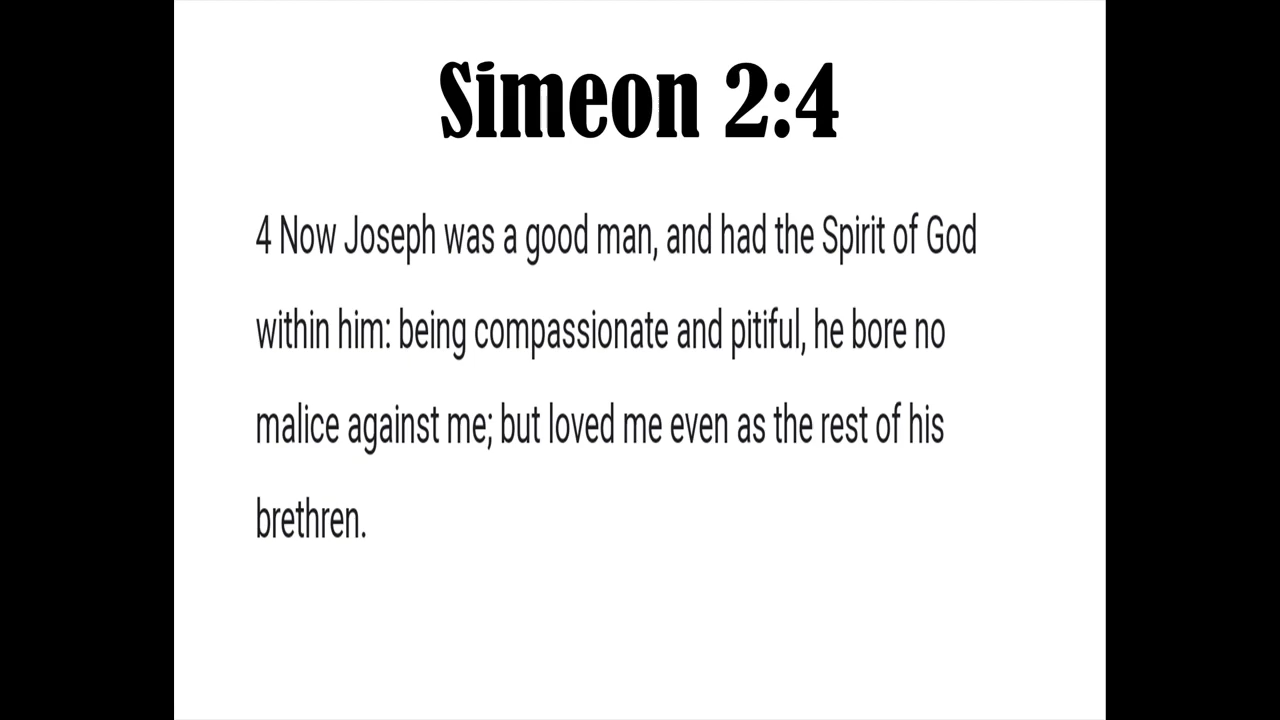 Simeon 2:4
4 Now Joseph was a good man, and had the Spirit of God
within him: being compassionate and pitiful, he bore no
malice against me; but loved me even as the rest of his
brethren.